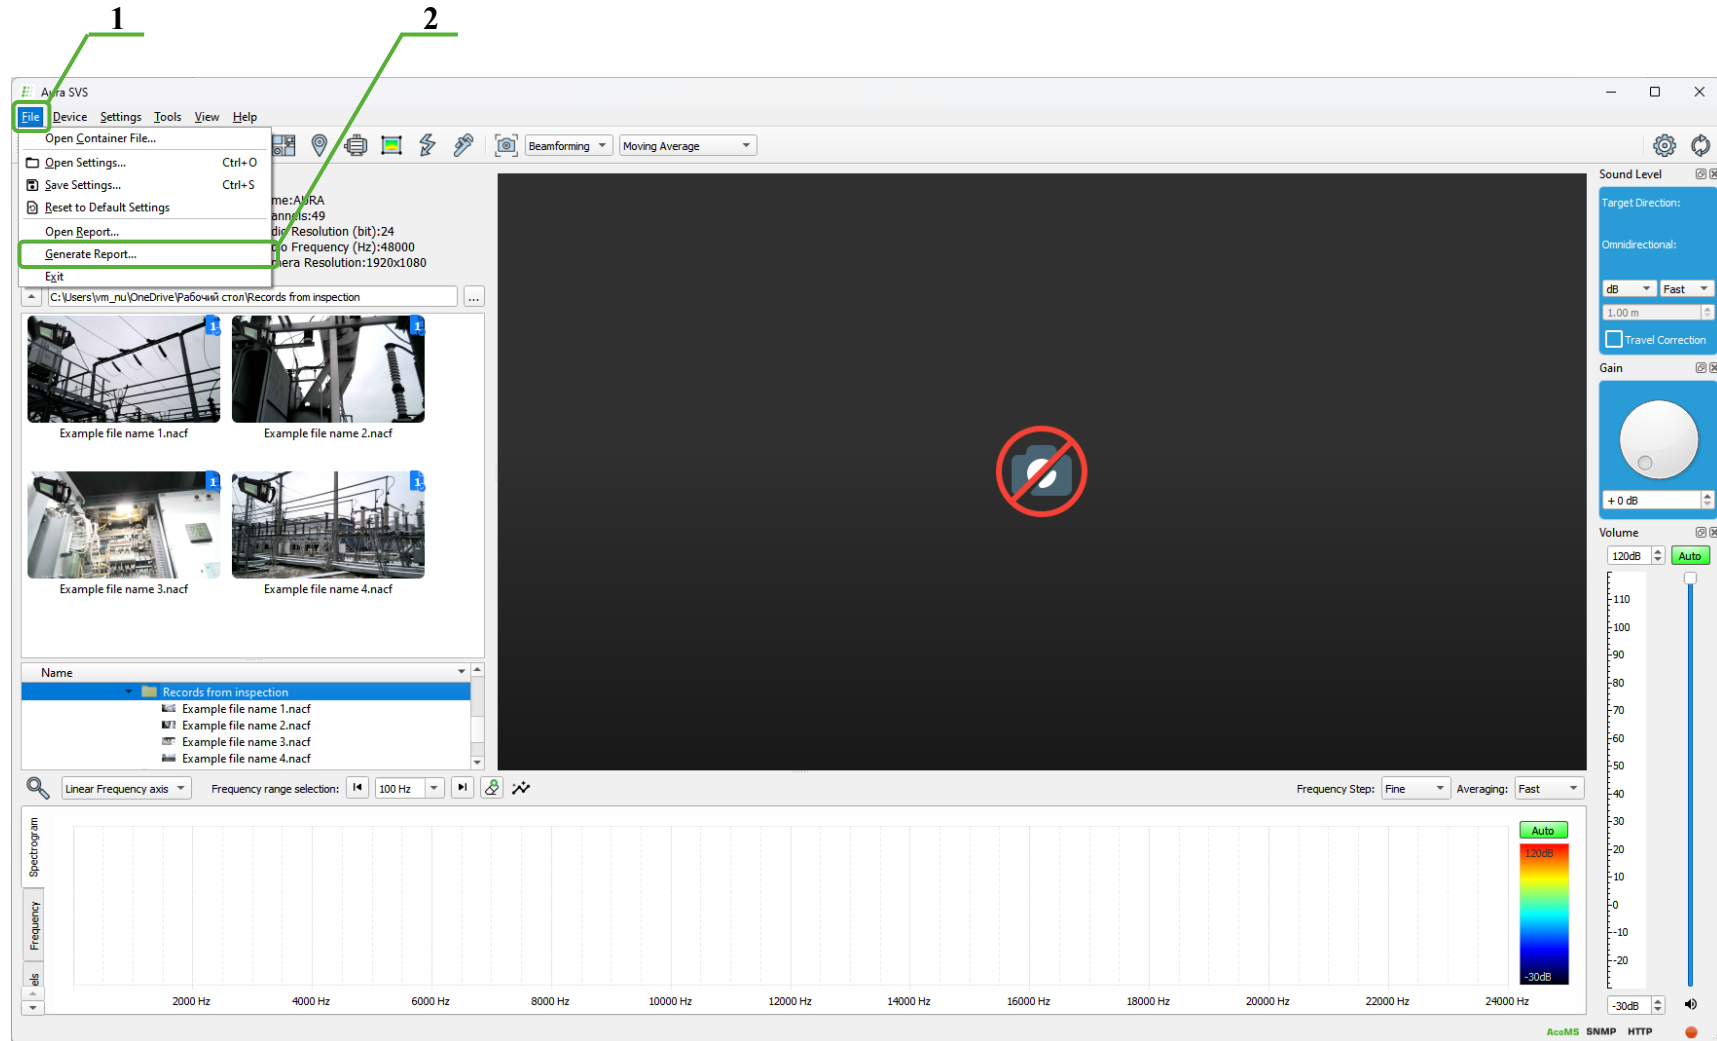 1
2
Aura SVS
File Device Settings Tools View Help
Open Container File...
Open Settings... Ctrl+O
Save Settings... Ctrl+S
Reset to Default Settings
Open Report...
Generate Report...
Exit
Beamforming
Moving Average
me:AURA
annels:49
dio Resolution (bit):24
o Frequency (Hz):48000
mera Resolution:1920x1080
C:\Users\vm_nu\OneDrive\Рабочий стол\Records from inspection
...
1
1
Example file name 1.nacf
Example file name 2.nacf
1
1
Example file name 3.nacf
Example file name 4.nacf
Name
Records from inspection
Example file name 1.nacf
Example file name 2.nacf
Example file name 3.nacf
Example file name 4.nacf
Sound Level
Target Direction:
Omnidirectional:
dB Fast
1.00 m
Travel Correction
Gain
+ 0 dB
Volume
120dB Auto
110
100
90
80
70
60
50
40
30
20
10
0
-10
-20
-30dB
Linear Frequency axis
Frequency range selection:
100 Hz
Frequency Step: Fine
Averaging: Fast
Spectrogram
Frequency
els
Auto
120dB
-30dB
2000 Hz 4000 Hz 6000 Hz 8000 Hz 10000 Hz 12000 Hz 14000 Hz 16000 Hz 18000 Hz 20000 Hz 22000 Hz 24000 Hz
AcoMS SNMP HTTP